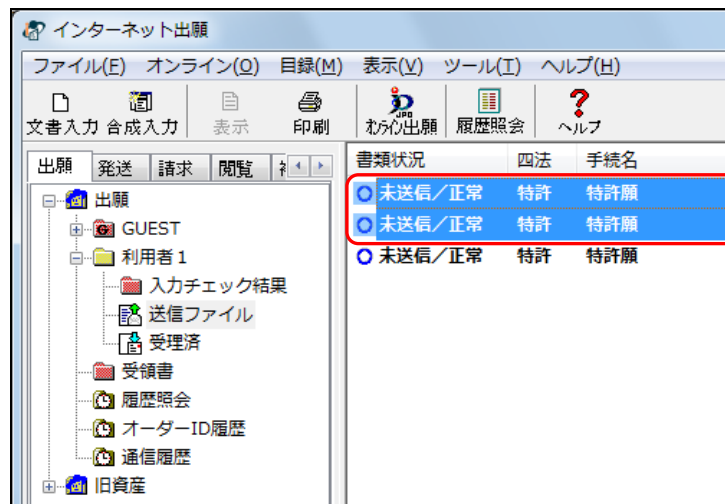 インターネット出願
ファイル(F) オンライン(O) 目録(M) 表示(V) ツール(T) ヘルプ(H)
文書入力 合成入力 表示 印刷 オンライン出願 履歴照会 ヘルプ
出願 発送 請求 閲覧
書類状況 四法 手続名
未送信／正常 特許 特許願
未送信／正常 特許 特許願
未送信／正常 特許 特許願
出願
GUEST
利用者1
入力チェック結果
送信ファイル
受理済
受領書
履歴照会
オーダーID履歴
通信履歴
旧資産